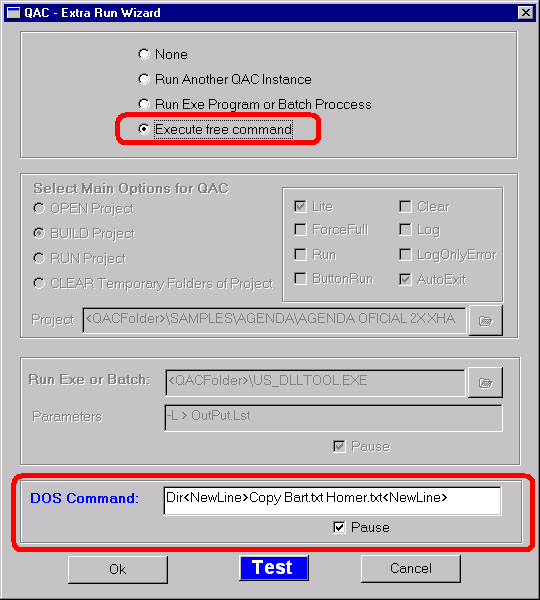 QAC - Extra Run Wizard
None
Run Another QAC Instance
Run Exe Program or Batch Proccess
Execute free command
Select Main Options for QAC
OPEN Project
BUILD Project
RUN Project
CLEAR Temporary Folders of Project
Lite
Clear
ForceFull
Log
Run
LogOnlyError
ButtonRun
AutoExit
Project
<QACFolder>\SAMPLES\AGENDA\AGENDA OFICIAL 2X XHA
Run Exe or Batch:
<QACFolder>\US_DLLTOOL.EXE
Parameters
-L > OutPut.Lst
Pause
DOS Command:
Dir<NewLine>Copy Bart.txt Homer.txt<NewLine>
Pause
Ok
Test
Cancel